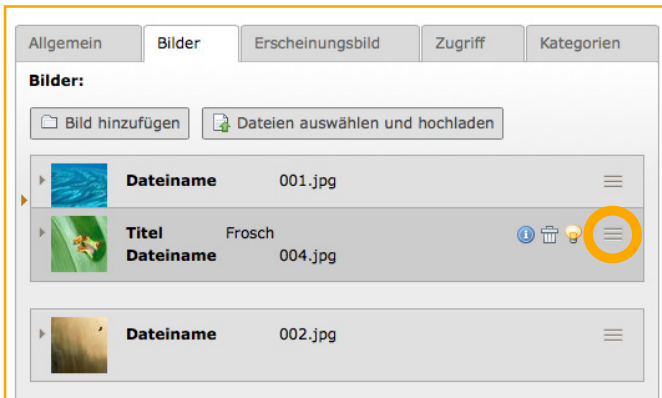 Allgemein Bilder Erscheinungsbild Zugriff Kategorien
Bilder:
Bild hinzufügen Dateien auswählen und hochladen
Dateiname 001.jpg
Titel Frosch
Dateiname 004.jpg
Dateiname 002.jpg